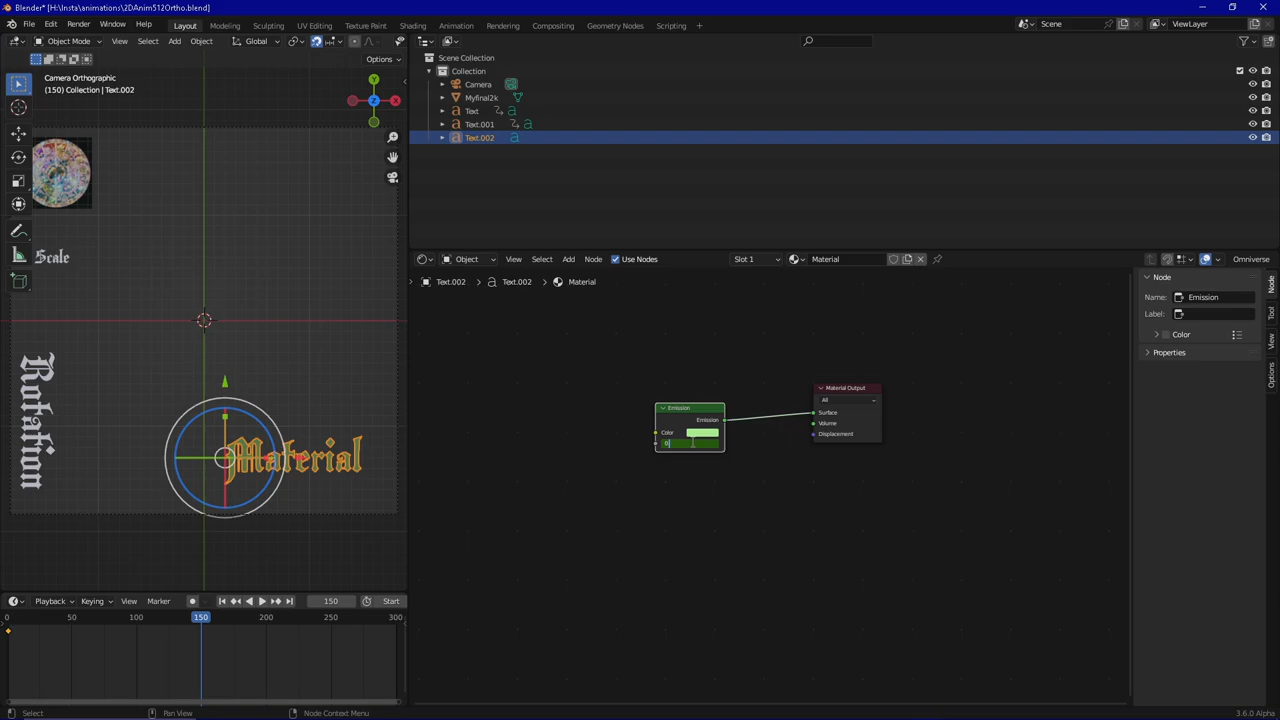 Blender* [H:\Insta\animations\2DAnim512Ortho.blend]
File Edit Render Window Help Layout Modeling Sculpting UV Editing Texture Paint Shading Animation Rendering Compositing Geometry Nodes Scripting Scene ViewLayer
Object Mode View Select Add Object Global
Options
Camera Orthographic
(150) Collection | Text.002
Y
Z X
Scale
Rotation
Material
Scene Collection
Collection
Camera
Myfinal2k
Text
Text.001
Text.002
Object View Select Add Node Use Nodes Slot 1 Material Omniverse
Text.002 > Text.002 > Material
Emission
Emission
Color
0.
Material Output
All
Surface
Volume
Displacement
Node
Name: Emission
Label:
Color
Properties
Node
Tool
View
Options
Playback Keying View Marker 150 Start
0 50 100 150 200 250 300
Select Pan View Node Context Menu 3.6.0 Alpha